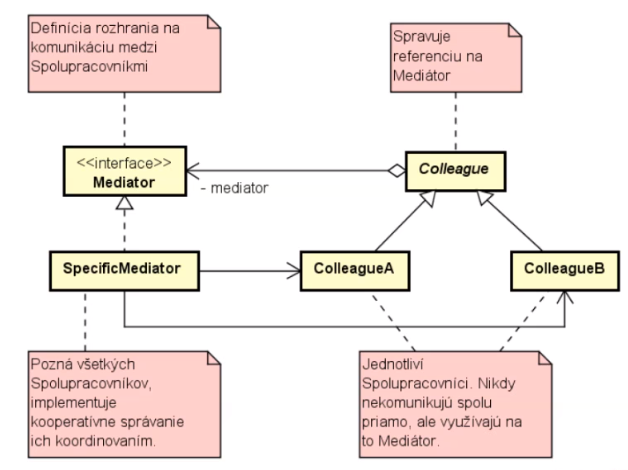 Definícia rozhrania na
komunikáciu medzi
Spolupracovníkmi
Spravuje
referenciu na
Mediátor
<<interface>>
Mediator
- mediator
Colleague
SpecificMediator
ColleagueA
ColleagueB
Pozná všetkých
Spolupracovníkov,
implementuje
kooperatívne správanie
ich koordinovaním.
Jednotliví
Spolupracovníci. Nikdy
nekomunikujú spolu
priamo, ale využívajú na
to Mediátor.